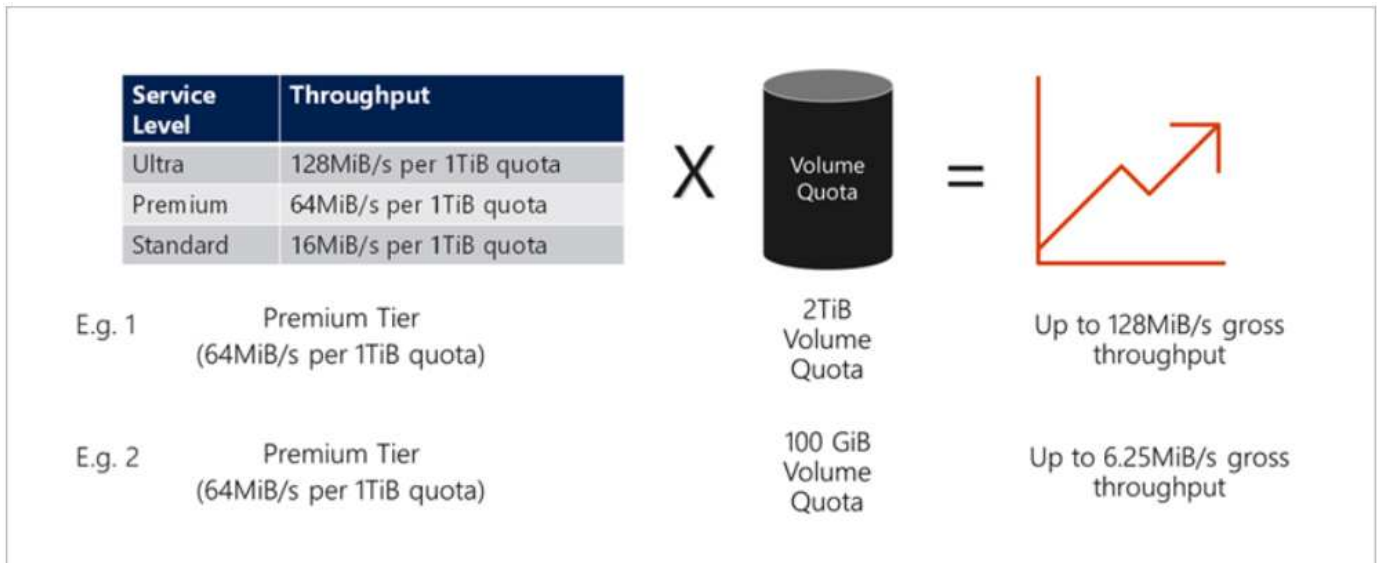 Service Level
Throughput
Ultra
128MiB/s per 1TiB quota
Premium
64MiB/s per 1TiB quota
Standard
16MiB/s per 1TiB quota
X
Volume
Quota
=
E.g. 1
Premium Tier
(64MiB/s per 1TiB quota)
2TiB
Volume
Quota
Up to 128MiB/s gross
throughput
E.g. 2
Premium Tier
(64MiB/s per 1TiB quota)
100 GiB
Volume
Quota
Up to 6.25MiB/s gross
throughput